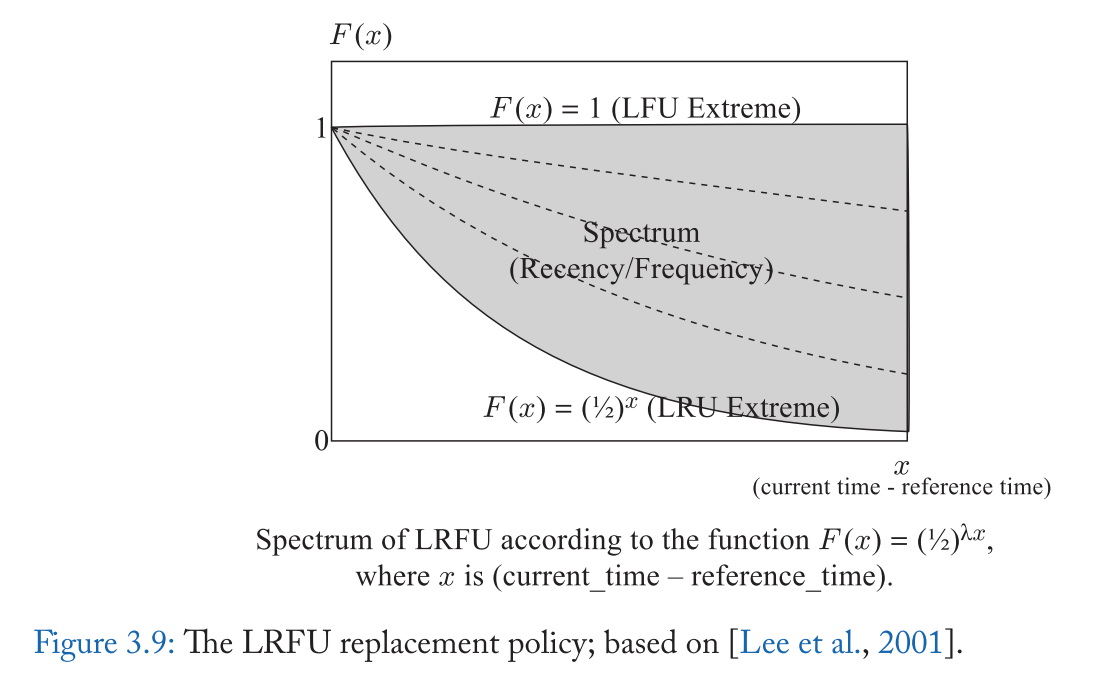 F(x)
F(x) = 1 (LFU Extreme)
1
Spectrum
(Recency/Frequency)
F(x) = (½)ˣ (LRU Extreme)
0
x
(current time - reference time)
Spectrum of LRFU according to the function F(x) = (½)^λx,
where x is (current_time – reference_time).
Figure 3.9: The LRFU replacement policy; based on [Lee et al., 2001].